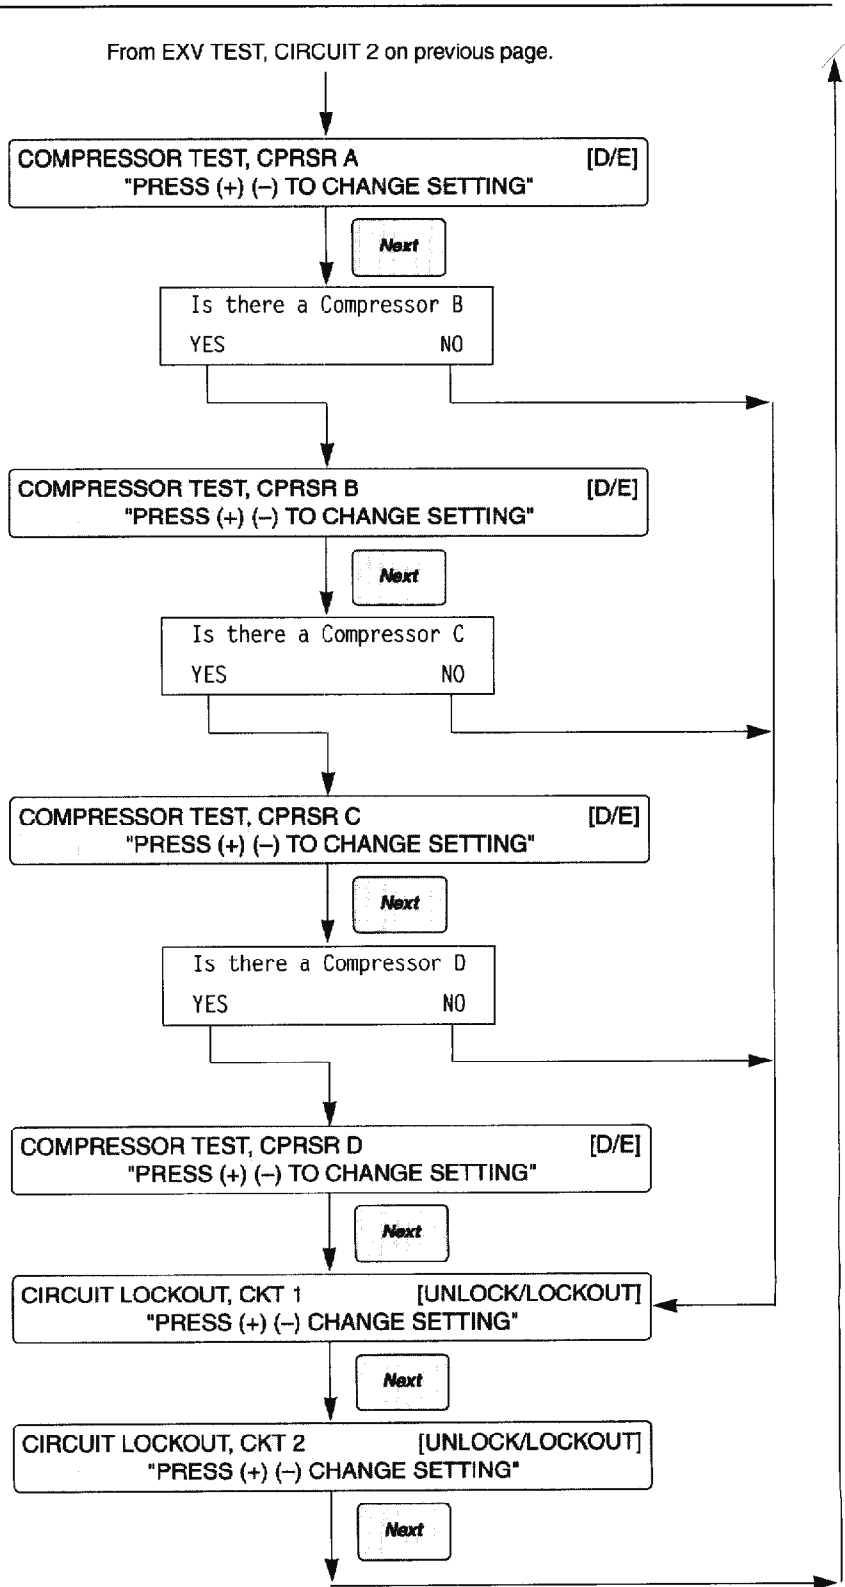 From EXV TEST, CIRCUIT 2 on previous page.
COMPRESSOR TEST, CPRSR A [D/E]
"PRESS (+) (–) TO CHANGE SETTING"
Next
Is there a Compressor B
YES NO
COMPRESSOR TEST, CPRSR B [D/E]
"PRESS (+) (–) TO CHANGE SETTING"
Next
Is there a Compressor C
YES NO
COMPRESSOR TEST, CPRSR C [D/E]
"PRESS (+) (–) TO CHANGE SETTING"
Next
Is there a Compressor D
YES NO
COMPRESSOR TEST, CPRSR D [D/E]
"PRESS (+) (–) TO CHANGE SETTING"
Next
CIRCUIT LOCKOUT, CKT 1 [UNLOCK/LOCKOUT]
"PRESS (+) (–) CHANGE SETTING"
Next
CIRCUIT LOCKOUT, CKT 2 [UNLOCK/LOCKOUT]
"PRESS (+) (–) CHANGE SETTING"
Next